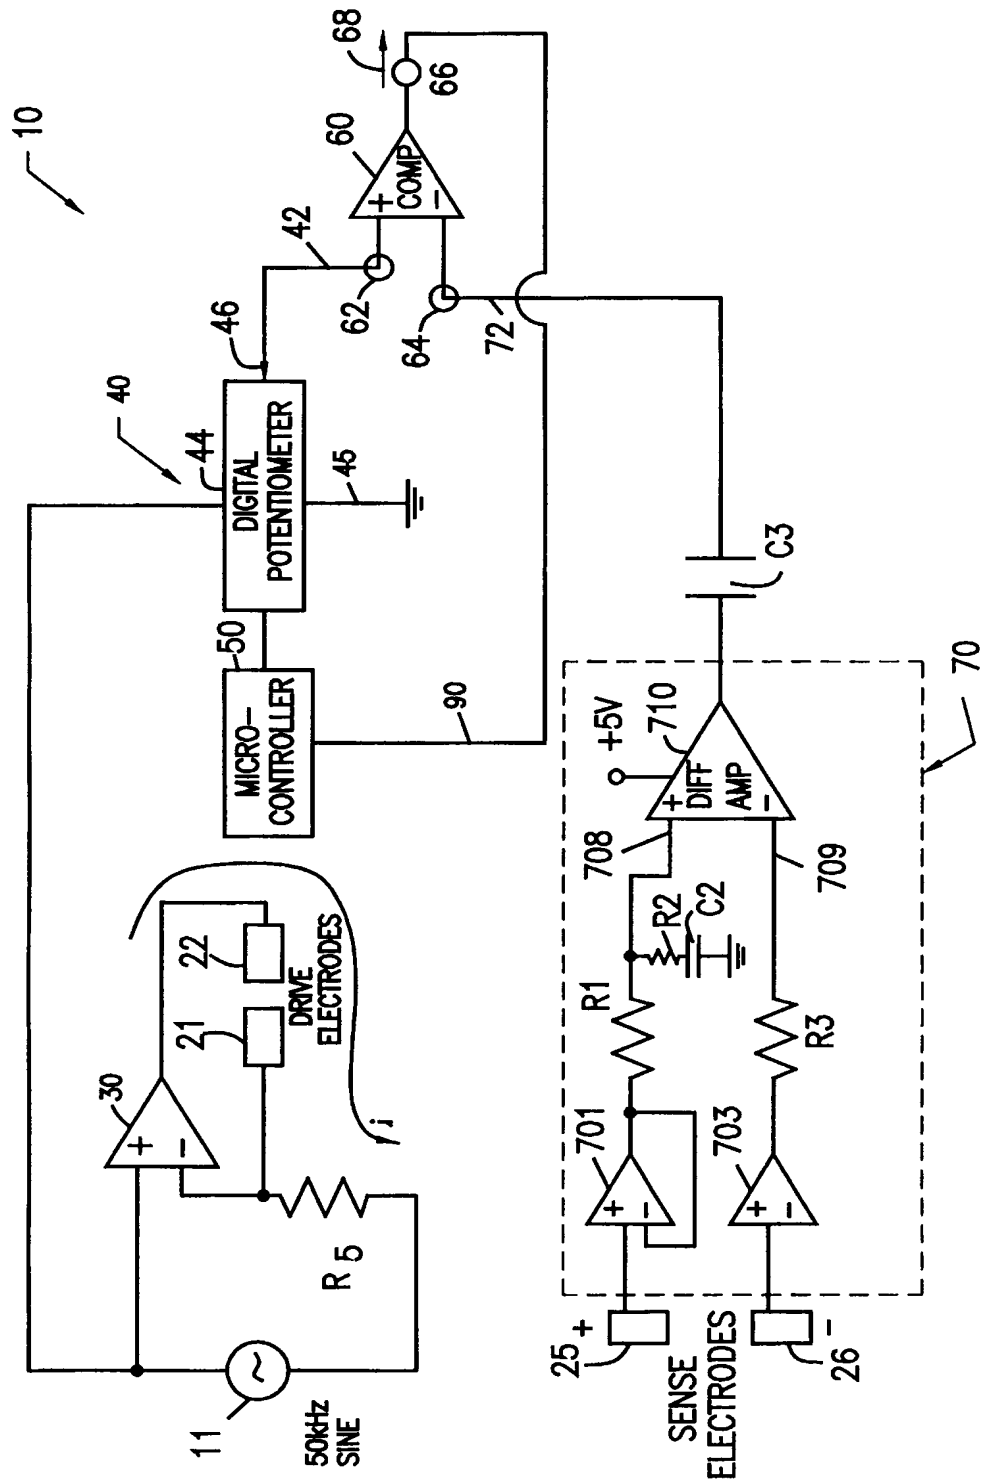 10
68
66
60
+
COMP
−
42
62
64
72
46
40
44
DIGITAL
POTENTIOMETER
45
50
MICRO−
CONTROLLER
90
30
+
−
22
21
DRIVE
ELECTRODES
i
R5
11
∼
50kHz
SINE
70
C3
+5V
710
+
DIFF
AMP
−
708
709
R1
R2
C2
R3
701
+
−
703
+
−
25
+
26
−
SENSE
ELECTRODES